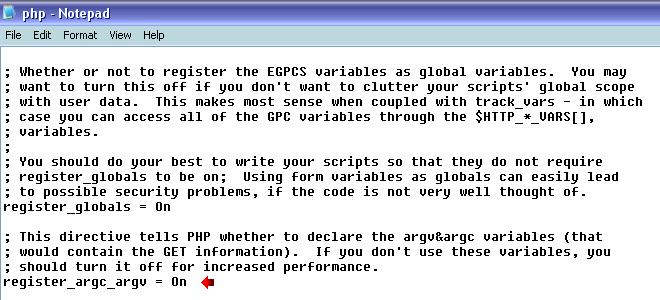 php - Notepad
File Edit Format View Help
; Whether or not to register the EGPCS variables as global variables.  You may
; want to turn this off if you don't want to clutter your scripts' global scope
; with user data.  This makes most sense when coupled with track_vars - in which
; case you can access all of the GPC variables through the $HTTP_*_VARS[],
; variables.
;
; You should do your best to write your scripts so that they do not require
; register_globals to be on;  Using form variables as globals can easily lead
; to possible security problems, if the code is not very well thought of.
register_globals = On
; This directive tells PHP whether to declare the argv&argc variables (that
; would contain the GET information).  If you don't use these variables, you
; should turn it off for increased performance.
register_argc_argv = On